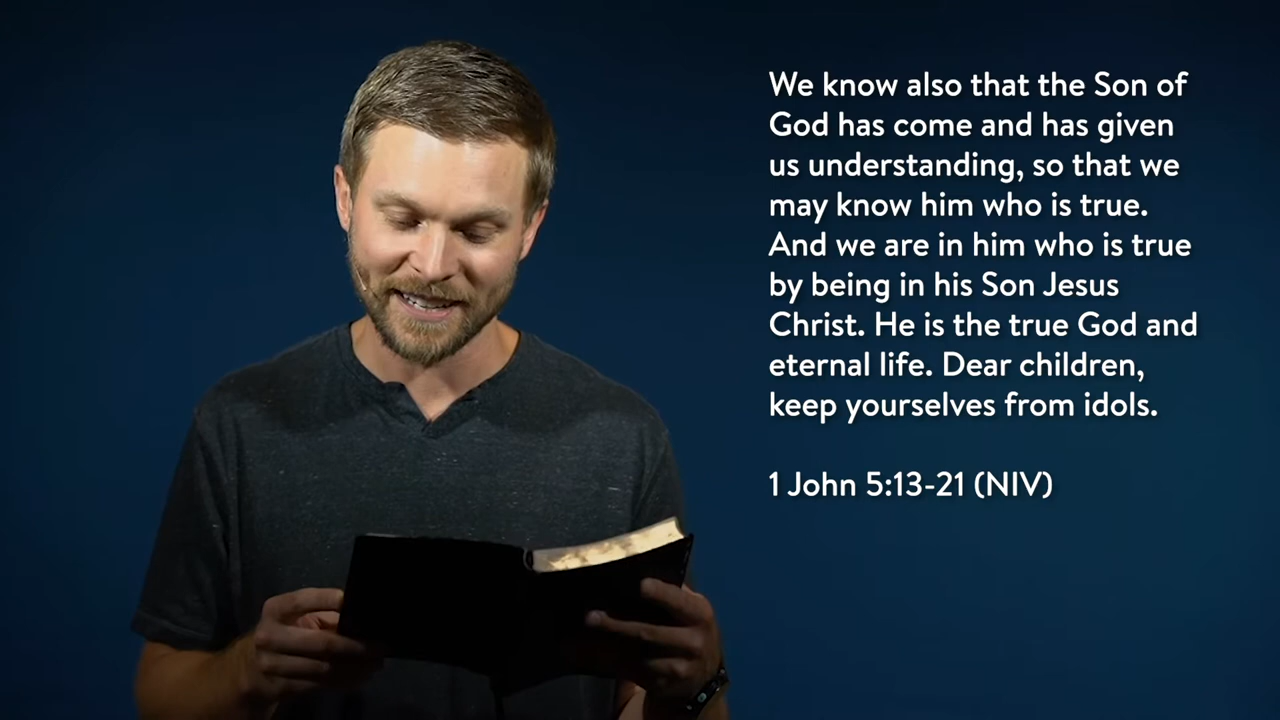 We know also that the Son of
God has come and has given
us understanding, so that we
may know him who is true.
And we are in him who is true
by being in his Son Jesus
Christ. He is the true God and
eternal life. Dear children,
keep yourselves from idols.
1 John 5:13-21 (NIV)